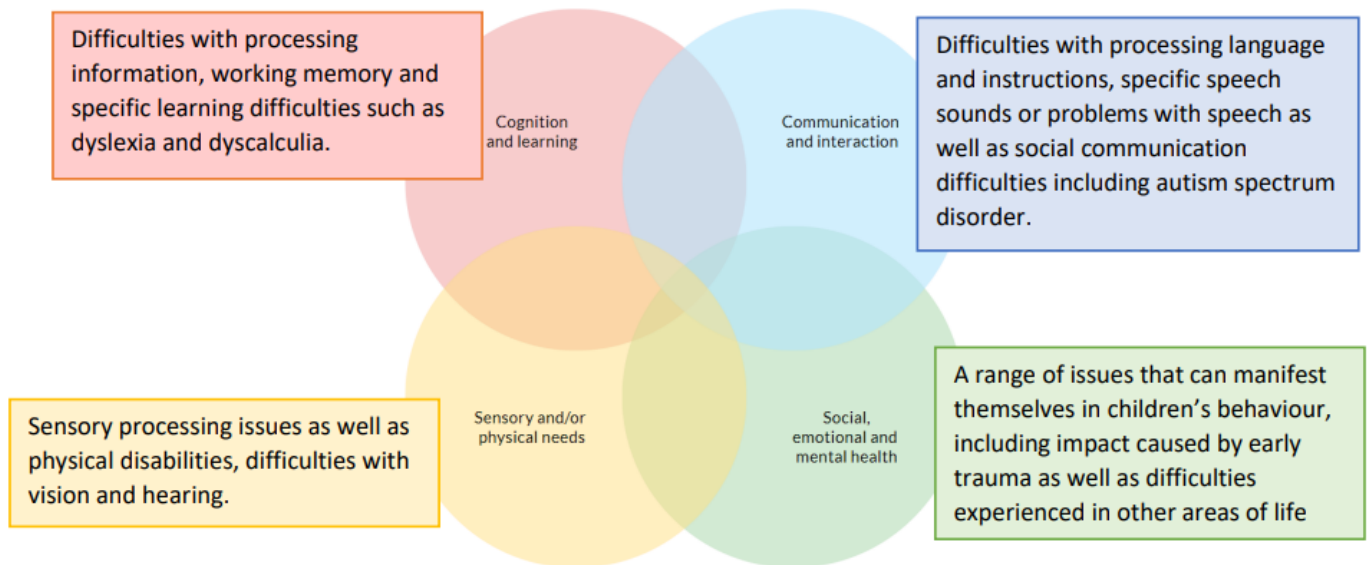 Difficulties with processing
information, working memory and
specific learning difficulties such as
dyslexia and dyscalculia.
Cognition
and learning
Communication
and interaction
Difficulties with processing language
and instructions, specific speech
sounds or problems with speech as
well as social communication
difficulties including autism spectrum
disorder.
Sensory processing issues as well as
physical disabilities, difficulties with
vision and hearing.
Sensory and/or
physical needs
Social,
emotional and
mental health
A range of issues that can manifest
themselves in children’s behaviour,
including impact caused by early
trauma as well as difficulties
experienced in other areas of life